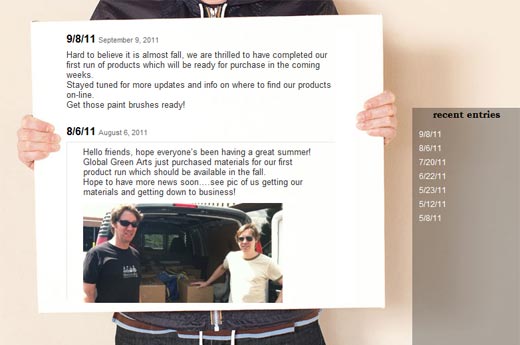 9/8/11 September 9, 2011
Hard to believe it is almost fall, we are thrilled to have completed our
first run of products which will be ready for purchase in the coming
weeks.
Stayed tuned for more updates and info on where to find our products
on-line.
Get those paint brushes ready!
8/6/11 August 6, 2011
Hello friends, hope everyone's been having a great summer!
Global Green Arts just purchased materials for our first
product run which should be available in the fall.
Hope to have more news soon....see pic of us getting our
materials and getting down to business!
recent entries
9/8/11
8/6/11
7/20/11
6/22/11
5/23/11
5/12/11
5/8/11